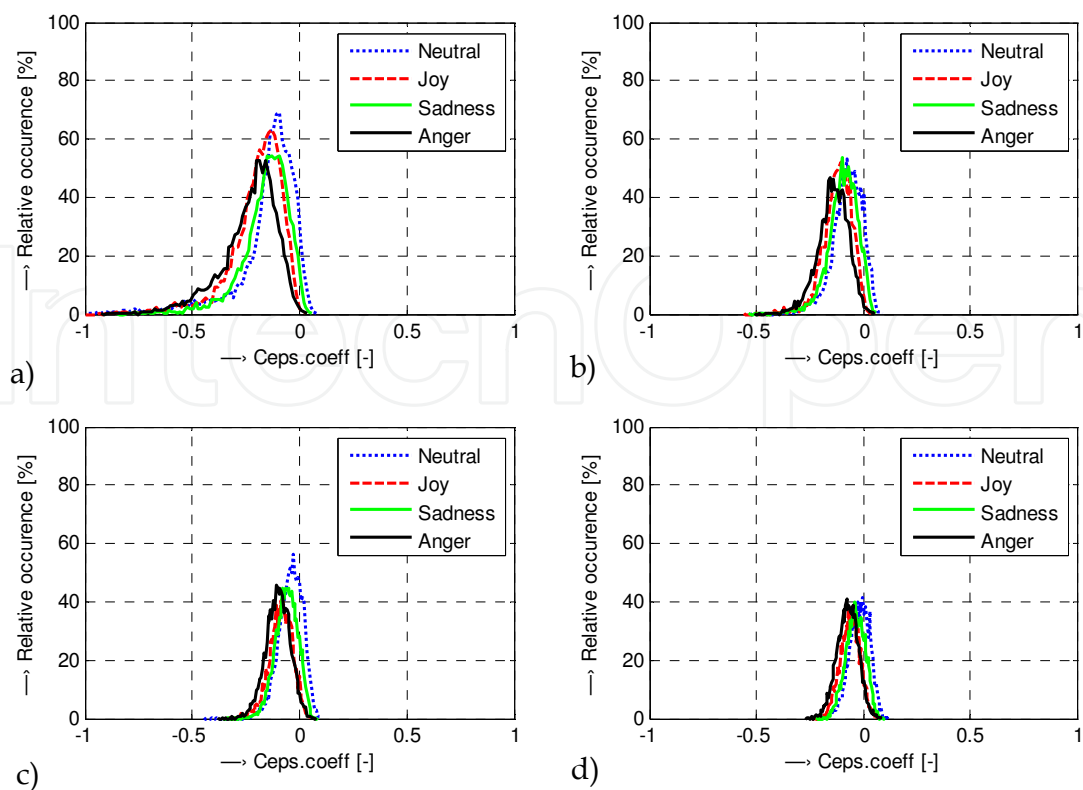 100
80
60
40
20
0
→ Relative occurence [%]
Neutral
Joy
Sadness
Anger
-1 -0.5 0 0.5 1
→ Ceps.coeff [-]
a)
100
80
60
40
20
0
→ Relative occurence [%]
Neutral
Joy
Sadness
Anger
-1 -0.5 0 0.5 1
→ Ceps.coeff [-]
b)
IntechOpen
100
80
60
40
20
0
→ Relative occurence [%]
Neutral
Joy
Sadness
Anger
-1 -0.5 0 0.5 1
→ Ceps.coeff [-]
c)
100
80
60
40
20
0
→ Relative occurence [%]
Neutral
Joy
Sadness
Anger
-1 -0.5 0 0.5 1
→ Ceps.coeff [-]
d)